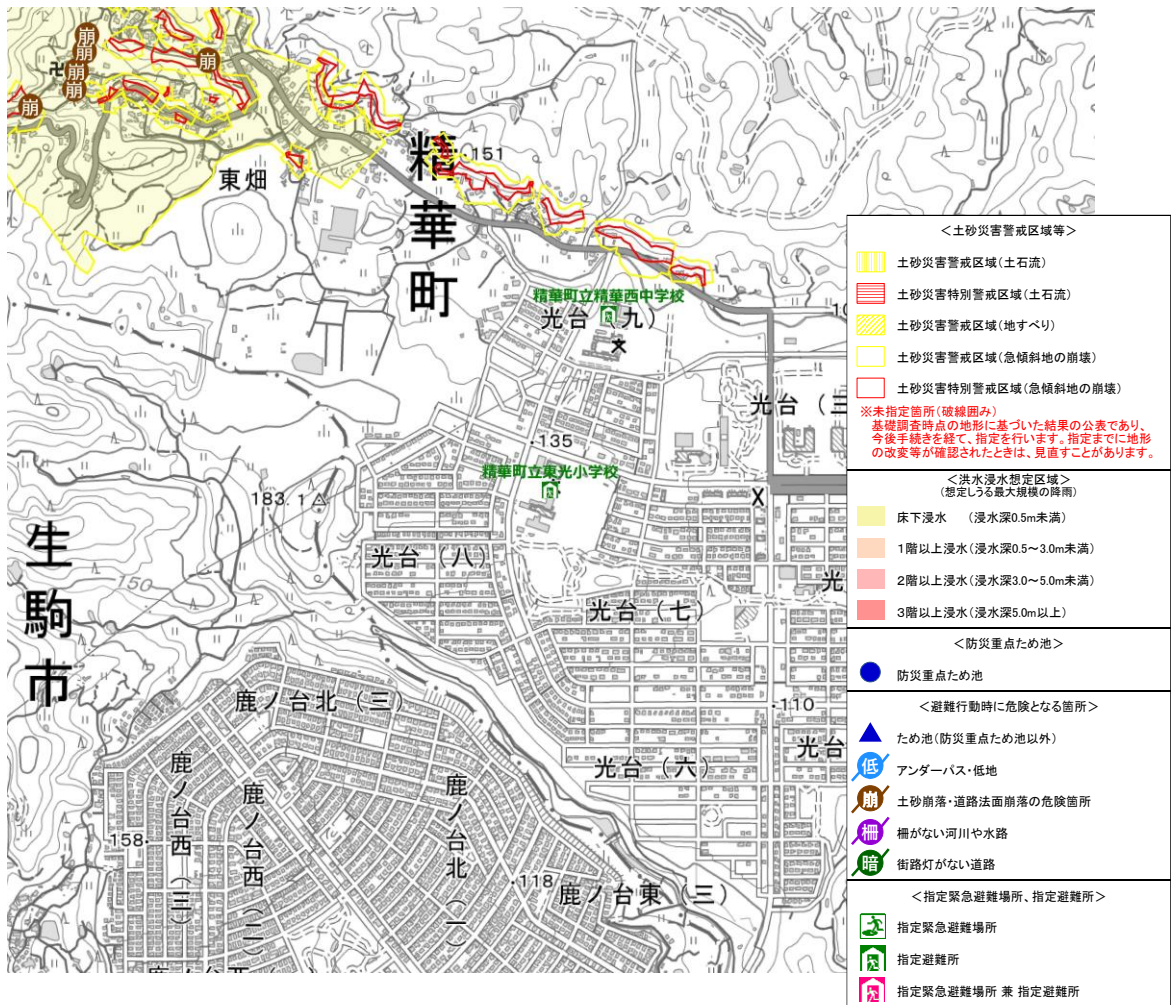 崩
崩
崩
崩
崩
崩
卍
東畑
精華町
・151
精華町立精華西中学校
光台（九）
文
光台（三
・135
精華町立東光小学校
183.1
X
光台（八）
光台（七）
光
生駒市
150
鹿ノ台北（三）
・110
光台
光台（六）
鹿ノ台西（三）
鹿ノ台西（二）
鹿ノ台北（一）
158・
・118
鹿ノ台東（三）
＜土砂災害警戒区域等＞
土砂災害警戒区域（土石流）
土砂災害特別警戒区域（土石流）
土砂災害警戒区域（地すべり）
土砂災害警戒区域（急傾斜地の崩壊）
土砂災害特別警戒区域（急傾斜地の崩壊）
※未指定箇所（破線囲み）
基礎調査時点の地形に基づいた結果の公表であり、
今後手続きを経て、指定を行います。指定までに地形
の改変等が確認されたときは、見直すことがあります。
＜洪水浸水想定区域＞
（想定しうる最大規模の降雨）
床下浸水　（浸水深0.5m未満）
1階以上浸水（浸水深0.5～3.0m未満）
2階以上浸水（浸水深3.0～5.0m未満）
3階以上浸水（浸水深5.0m以上）
＜防災重点ため池＞
防災重点ため池
＜避難行動時に危険となる箇所＞
ため池（防災重点ため池以外）
低 アンダーパス・低地
崩 土砂崩落・道路法面崩落の危険箇所
柵 柵がない河川や水路
暗 街路灯がない道路
＜指定緊急避難場所、指定避難所＞
指定緊急避難場所
指定避難所
指定緊急避難場所 兼 指定避難所